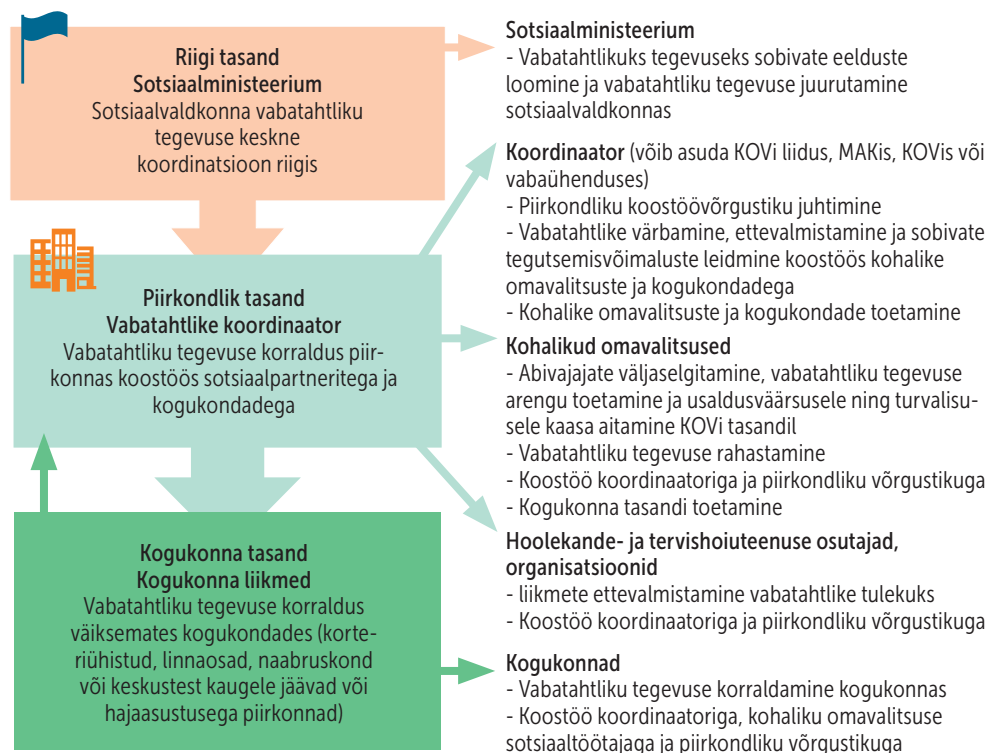 Riigi tasand
Sotsiaalministeerium
Sotsiaalvaldkonna vabatahtliku
tegevuse keskne
koordinatsioon riigis
Sotsiaalministeerium
- Vabatahtlikuks tegevuseks sobivate eelduste
loomine ja vabatahtliku tegevuse juurutamine
sotsiaalvaldkonnas
Piirkondlik tasand
Vabatahtlike koordinaator
Vabatahtliku tegevuse korraldus piir-
konnas koostöös sotsiaalpartneritega ja
kogukondadega
Koordinaator (võib asuda KOVi liidus, MAKis, KOVis või
vabaühenduses)
- Piirkondliku koostöövõrgustiku juhtimine
- Vabatahtlike värbamine, ettevalmistamine ja sobivate
tegutsemisvõimaluste leidmine koostöös kohalike
omavalitsuste ja kogukondadega
- Kohalike omavalitsuste ja kogukondade toetamine
Kohalikud omavalitsused
- Abivajajate väljaselgitamine, vabatahtliku tegevuse
arengu toetamine ja usaldusväärsusele ning turvalisu-
sele kaasa aitamine KOVi tasandil
- Vabatahtliku tegevuse rahastamine
- Koostöö koordinaatoriga ja piirkondliku võrgustikuga
- Kogukonna tasandi toetamine
Hoolekande- ja tervishoiuteenuse osutajad,
organisatsioonid
- liikmete ettevalmistamine vabatahtlike tulekuks
- Koostöö koordinaatoriga ja piirkondliku võrgustikuga
Kogukonna tasand
Kogukonna liikmed
Vabatahtliku tegevuse korraldus
väiksemates kogukondades (korte-
riühistud, linnaosad, naabruskond
või keskustest kaugele jäävad või
hajaasustusega piirkonnad)
Kogukonnad
- Vabatahtliku tegevuse korraldamine kogukonnas
- Koostöö koordinaatoriga, kohaliku omavalitsuse
sotsiaaltöötajaga ja piirkondliku võrgustikuga